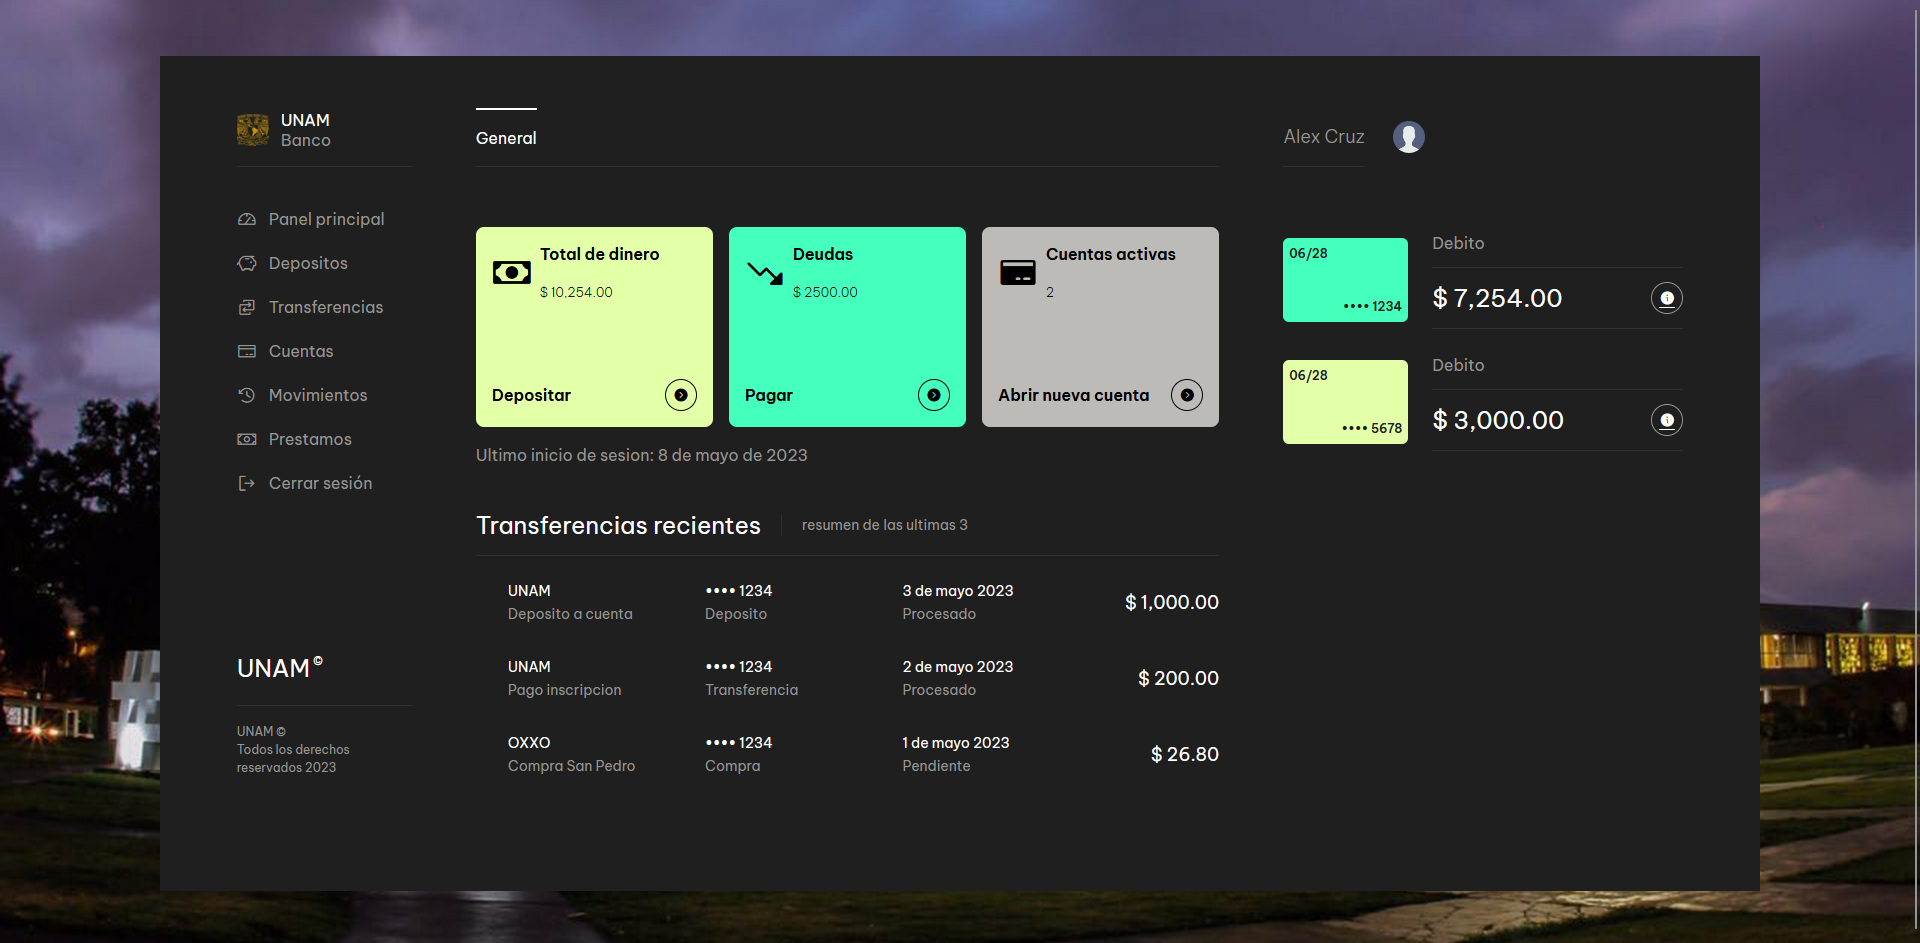 UNAM
Banco
Panel principal
Depositos
Transferencias
Cuentas
Movimientos
Prestamos
Cerrar sesión
UNAM©
UNAM ©
Todos los derechos
reservados 2023
General
Total de dinero
$ 10,254.00
Depositar
Deudas
$ 2500.00
Pagar
Cuentas activas
2
Abrir nueva cuenta
Ultimo inicio de sesion: 8 de mayo de 2023
Transferencias recientes
resumen de las ultimas 3
UNAM •••• 1234 3 de mayo 2023
Deposito a cuenta Deposito Procesado
$ 1,000.00
UNAM •••• 1234 2 de mayo 2023
Pago inscripcion Transferencia Procesado
$ 200.00
OXXO •••• 1234 1 de mayo 2023
Compra San Pedro Compra Pendiente
$ 26.80
Alex Cruz
06/28
•••• 1234
Debito
$ 7,254.00
06/28
•••• 5678
Debito
$ 3,000.00